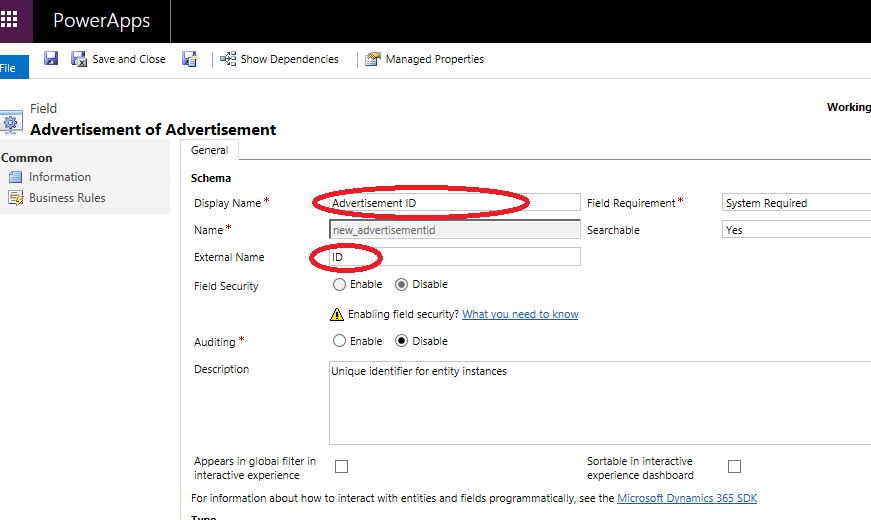 PowerApps
File
Save and Close
Show Dependencies
Managed Properties
Field
Working
Advertisement of Advertisement
Common
Information
Business Rules
General
Schema
Display Name * Advertisement ID Field Requirement * System Required
Name * new_advertisementid Searchable Yes
External Name ID
Field Security Enable Disable
Enabling field security? What you need to know
Auditing * Enable Disable
Description Unique identifier for entity instances
Appears in global filter in
interactive experience
Sortable in interactive
experience dashboard
For information about how to interact with entities and fields programmatically, see the Microsoft Dynamics 365 SDK
Type